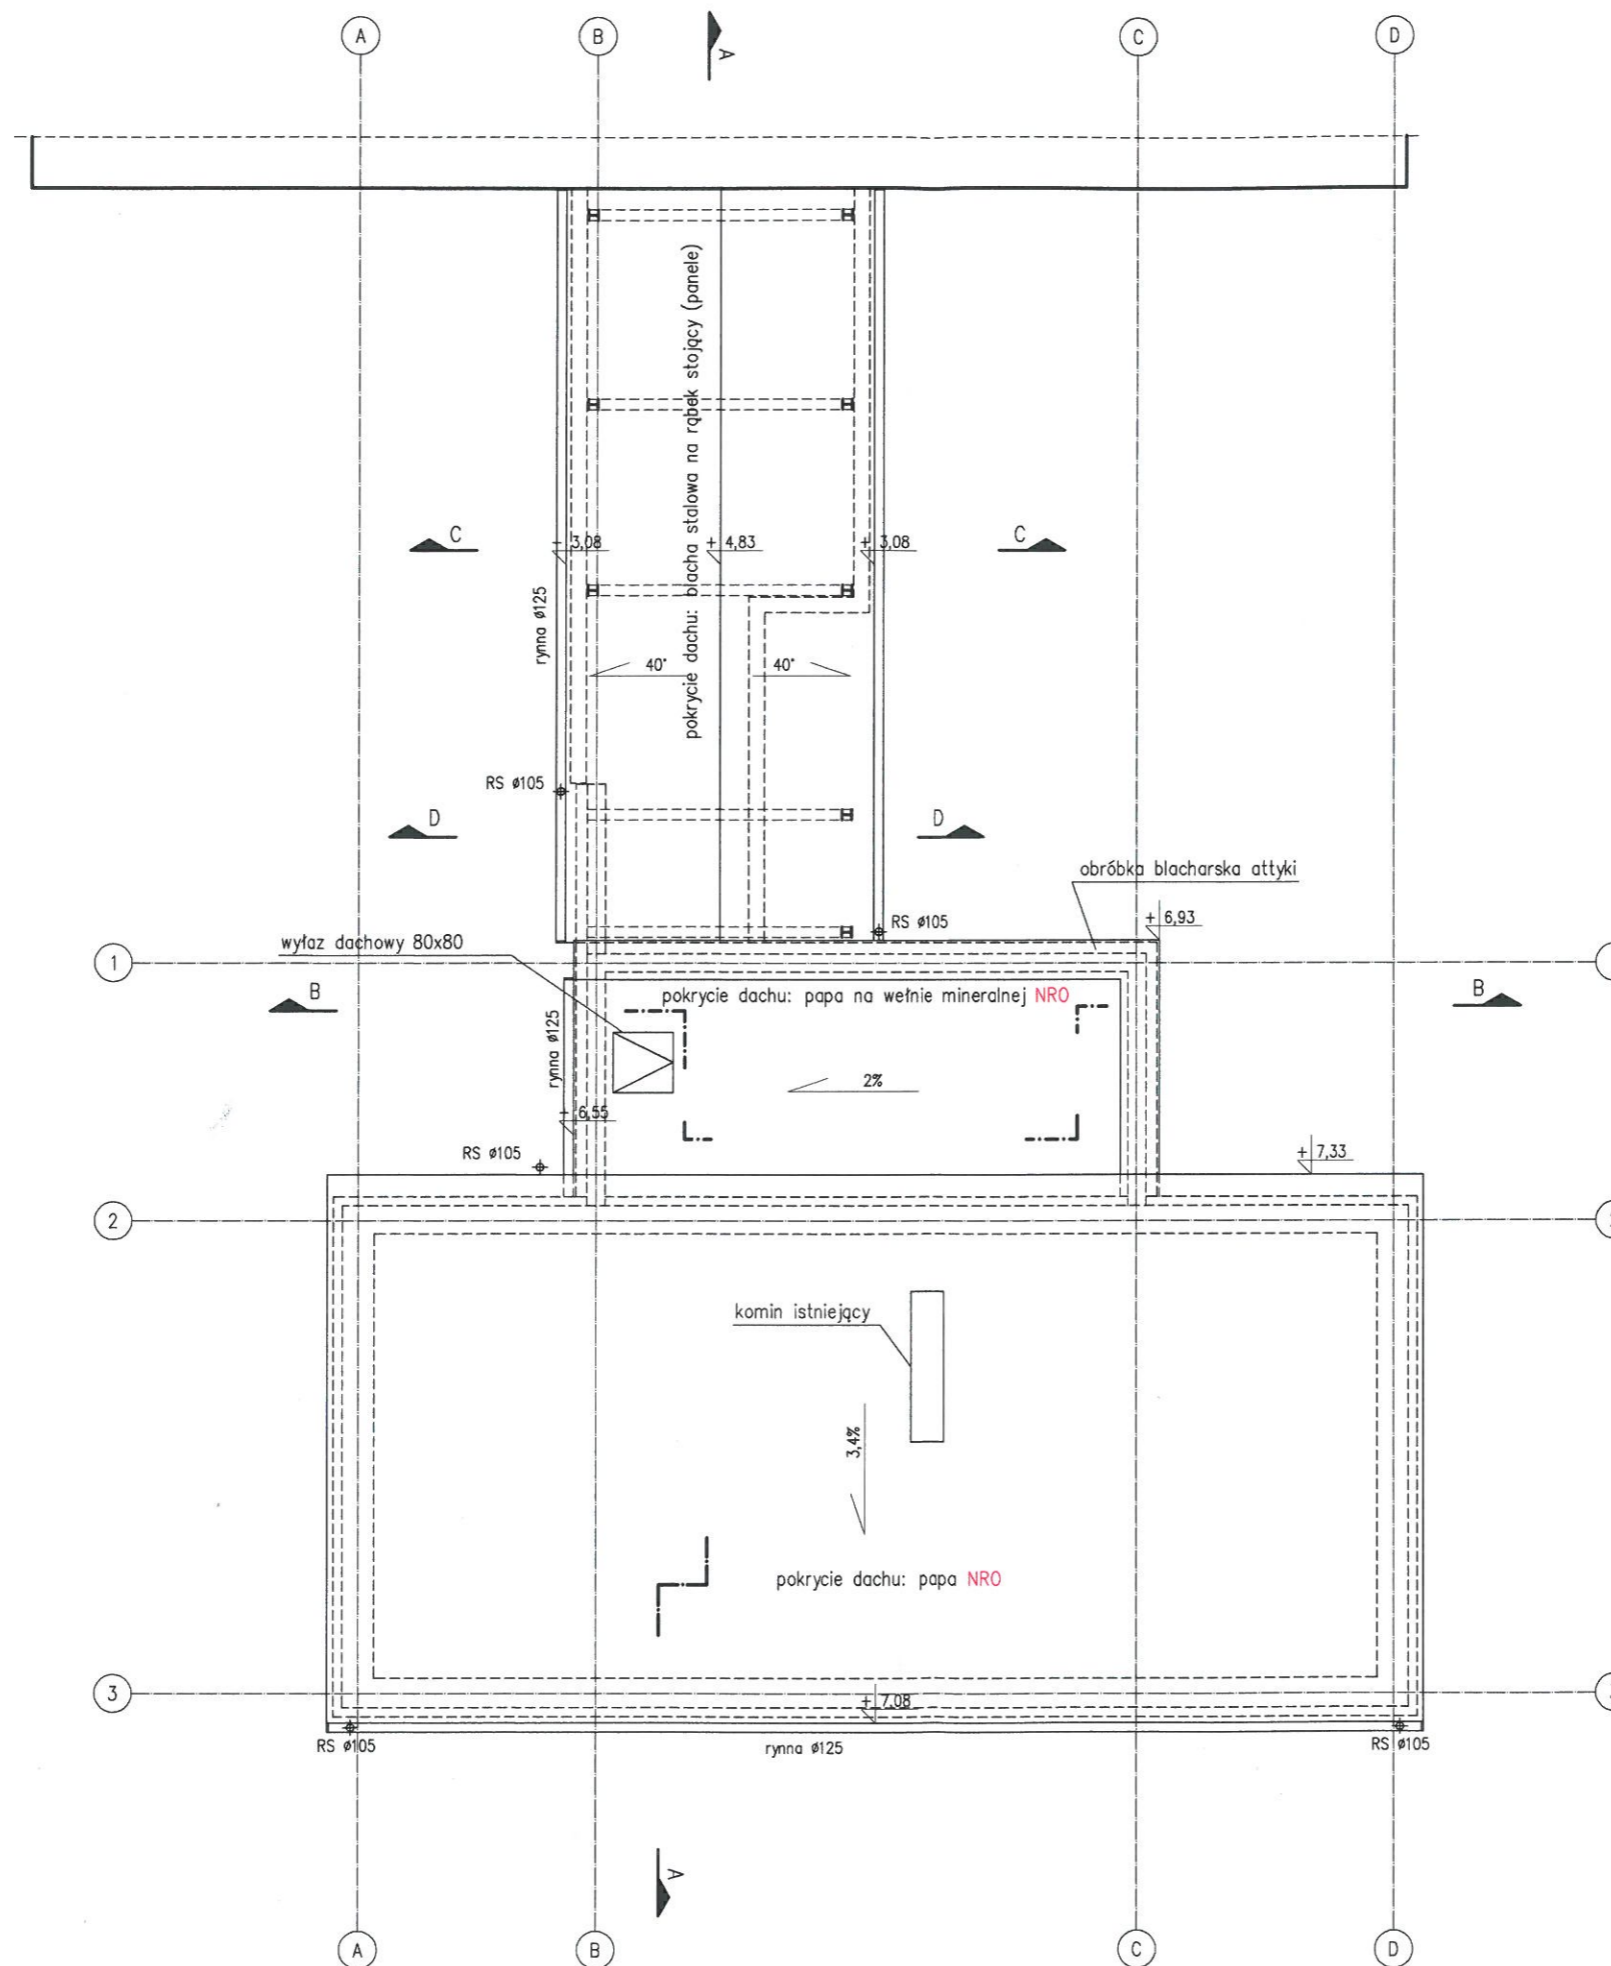 A
B
A
C
D
pokrycie dachu: blacha stalowa na rąbek stojący (panele)
C
+ 3,08
+ 4,83
+ 3,08
C
rynna ø125
40°
40°
RS ø105
D
D
obróbka blacharska attyki
RS ø105
+ 6,93
wyłaz dachowy 80x80
1
B
pokrycie dachu: papa na wełnie mineralnej NRO
B
rynna ø125
2%
+ 6,55
RS ø105
+ 7,33
2
komin istniejący
3,4%
pokrycie dachu: papa NRO
3
+ 7,08
RS ø105
rynna ø125
RS ø105
A
A
B
C
D